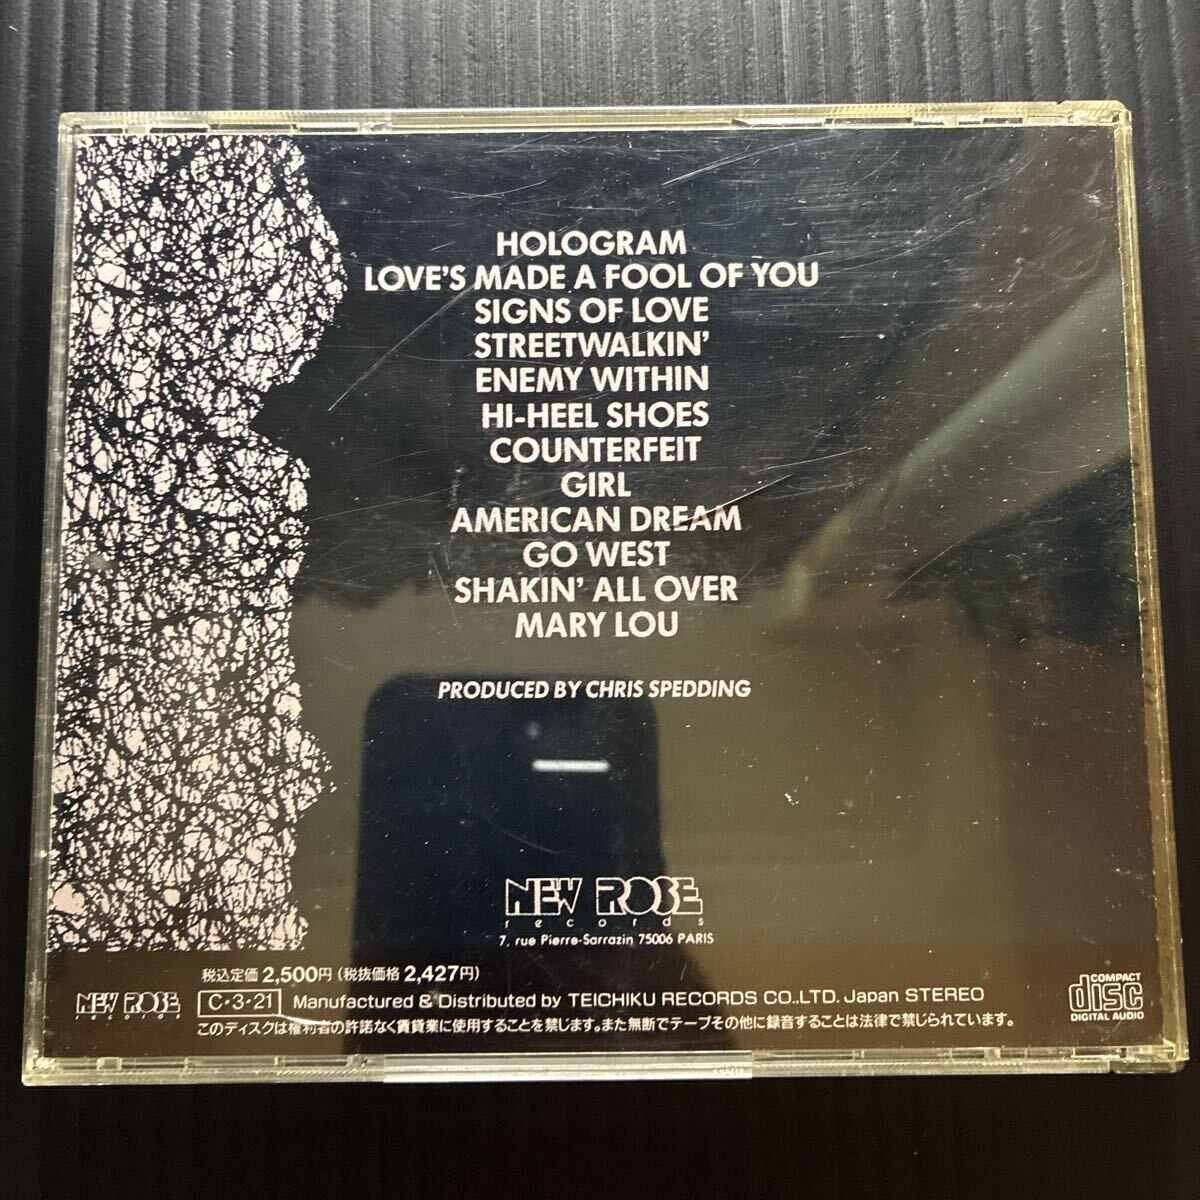 HOLOGRAM
LOVE'S MADE A FOOL OF YOU
SIGNS OF LOVE
STREETWALKIN'
ENEMY WITHIN
HI-HEEL SHOES
COUNTERFEIT
GIRL
AMERICAN DREAM
GO WEST
SHAKIN' ALL OVER
MARY LOU
PRODUCED BY CHRIS SPEDDING
NEW ROSE
records
7, rue Pierre-Sarrazin 75006 PARIS
税込定価 2,500円 (税抜価格 2,427円)
NEW ROSE
records
C・3・21 Manufactured & Distributed by TEICHIKU RECORDS CO.,LTD. Japan STEREO
このディスクは権利者の許諾なく賃貸業に使用することを禁じます。また無断でテープその他に録音することは法律で禁じられています。
COMPACT
disc
DIGITAL AUDIO